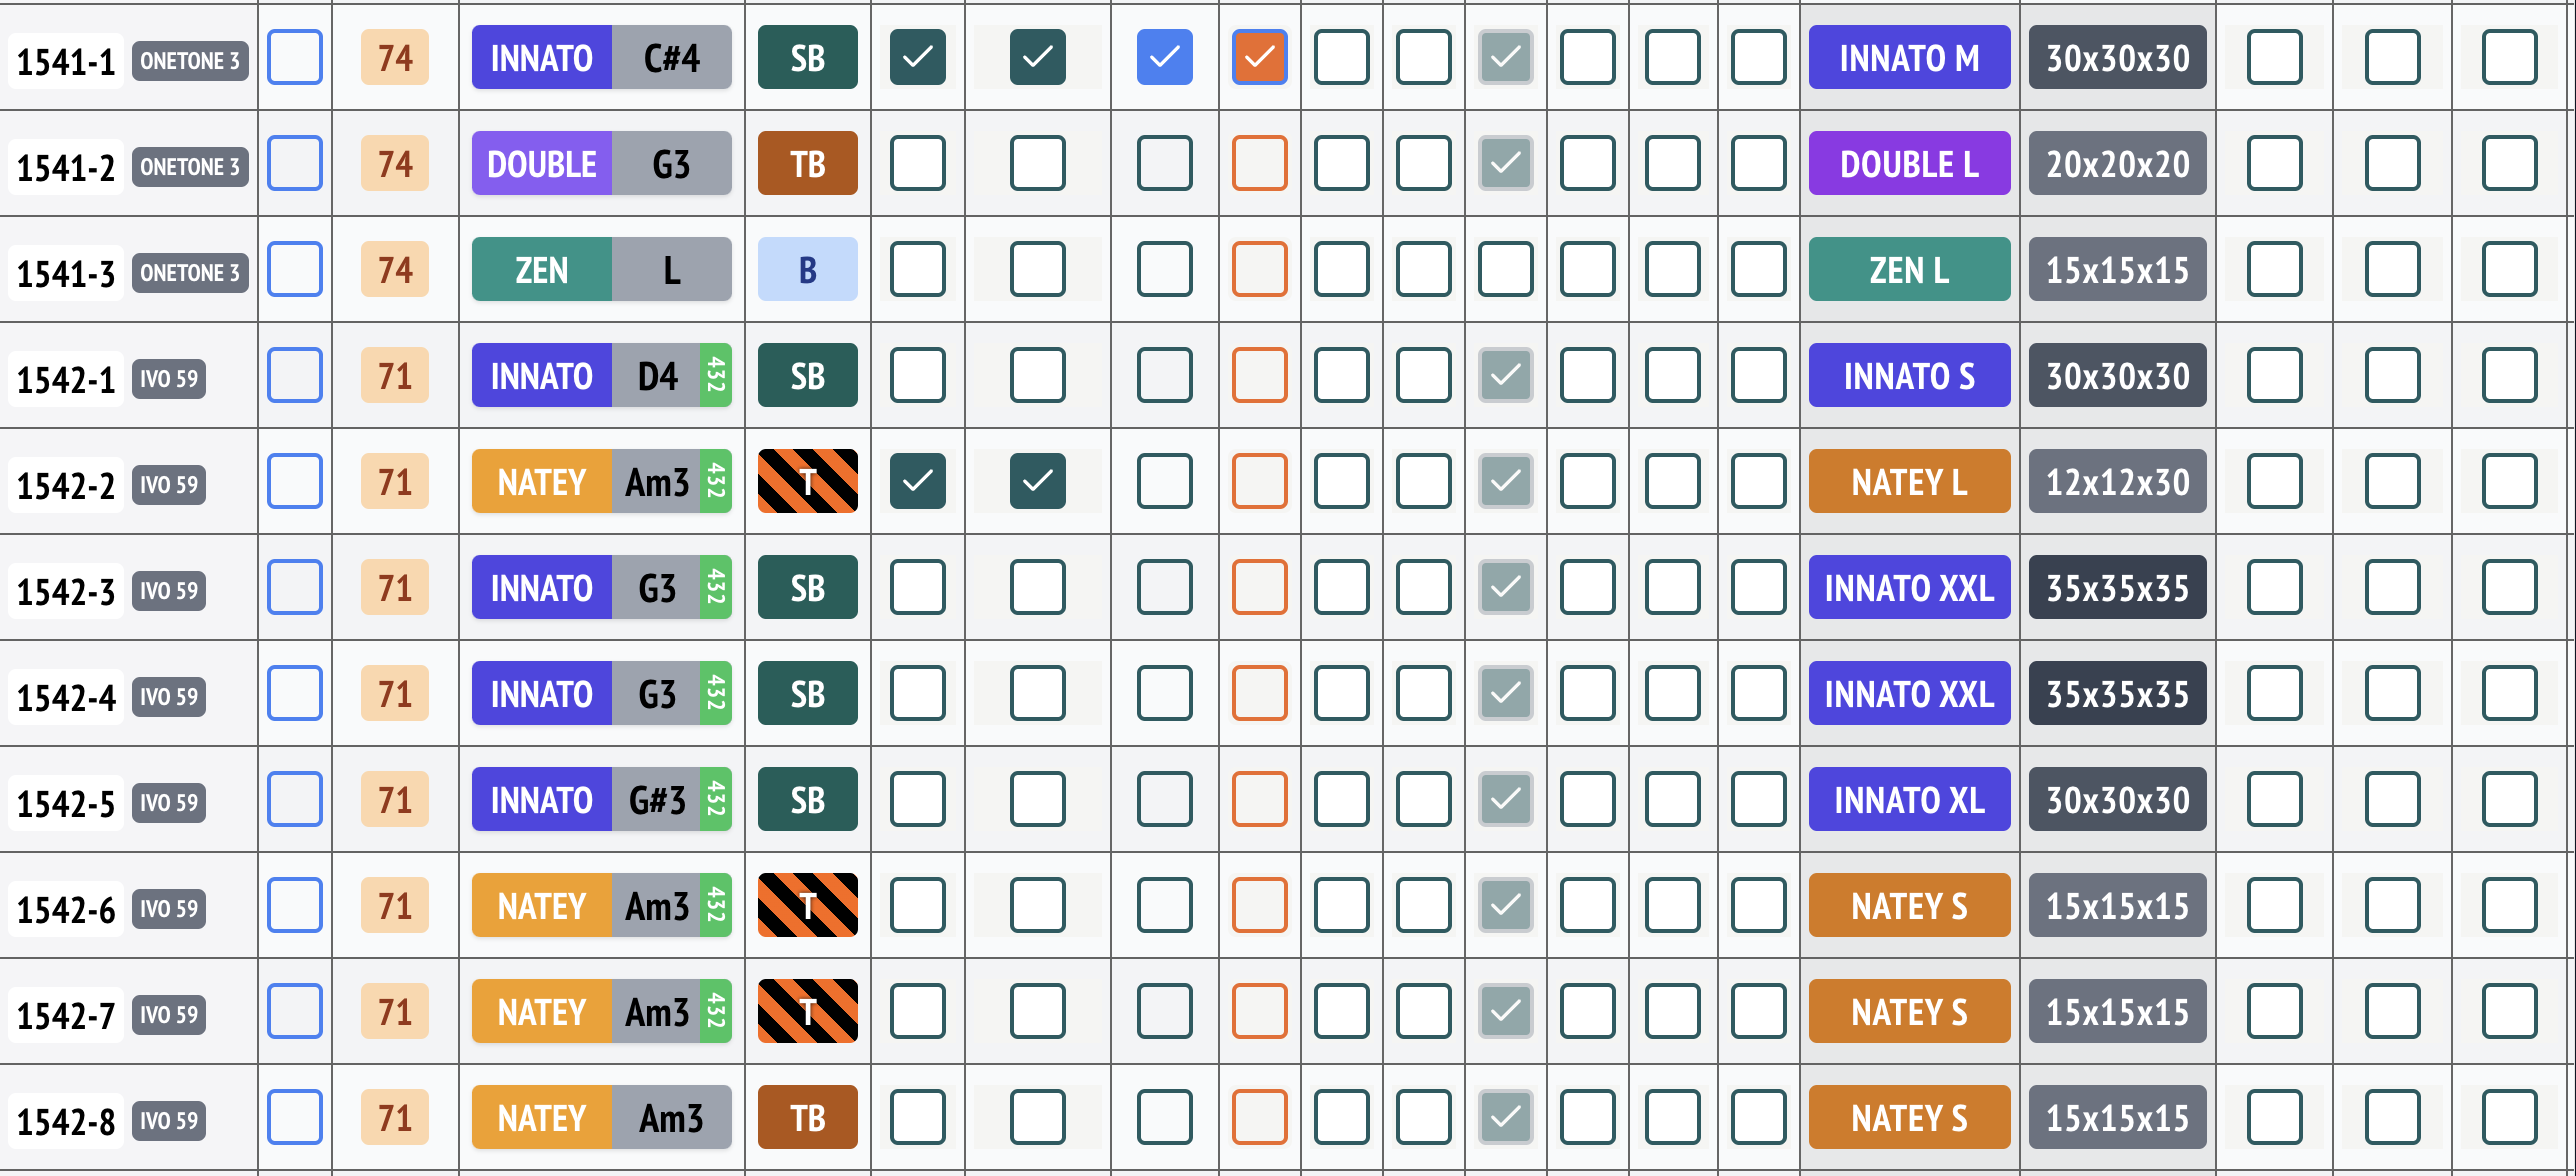 1541-1 ONETONE 3 74 INNATO C#4 SB INNATO M 30x30x30
1541-2 ONETONE 3 74 DOUBLE G3 TB DOUBLE L 20x20x20
1541-3 ONETONE 3 74 ZEN L B ZEN L 15x15x15
1542-1 IVO 59 71 INNATO D4 432 SB INNATO S 30x30x30
1542-2 IVO 59 71 NATEY Am3 432 T NATEY L 12x12x30
1542-3 IVO 59 71 INNATO G3 432 SB INNATO XXL 35x35x35
1542-4 IVO 59 71 INNATO G3 432 SB INNATO XXL 35x35x35
1542-5 IVO 59 71 INNATO G#3 432 SB INNATO XL 30x30x30
1542-6 IVO 59 71 NATEY Am3 432 T NATEY S 15x15x15
1542-7 IVO 59 71 NATEY Am3 432 T NATEY S 15x15x15
1542-8 IVO 59 71 NATEY Am3 TB NATEY S 15x15x15